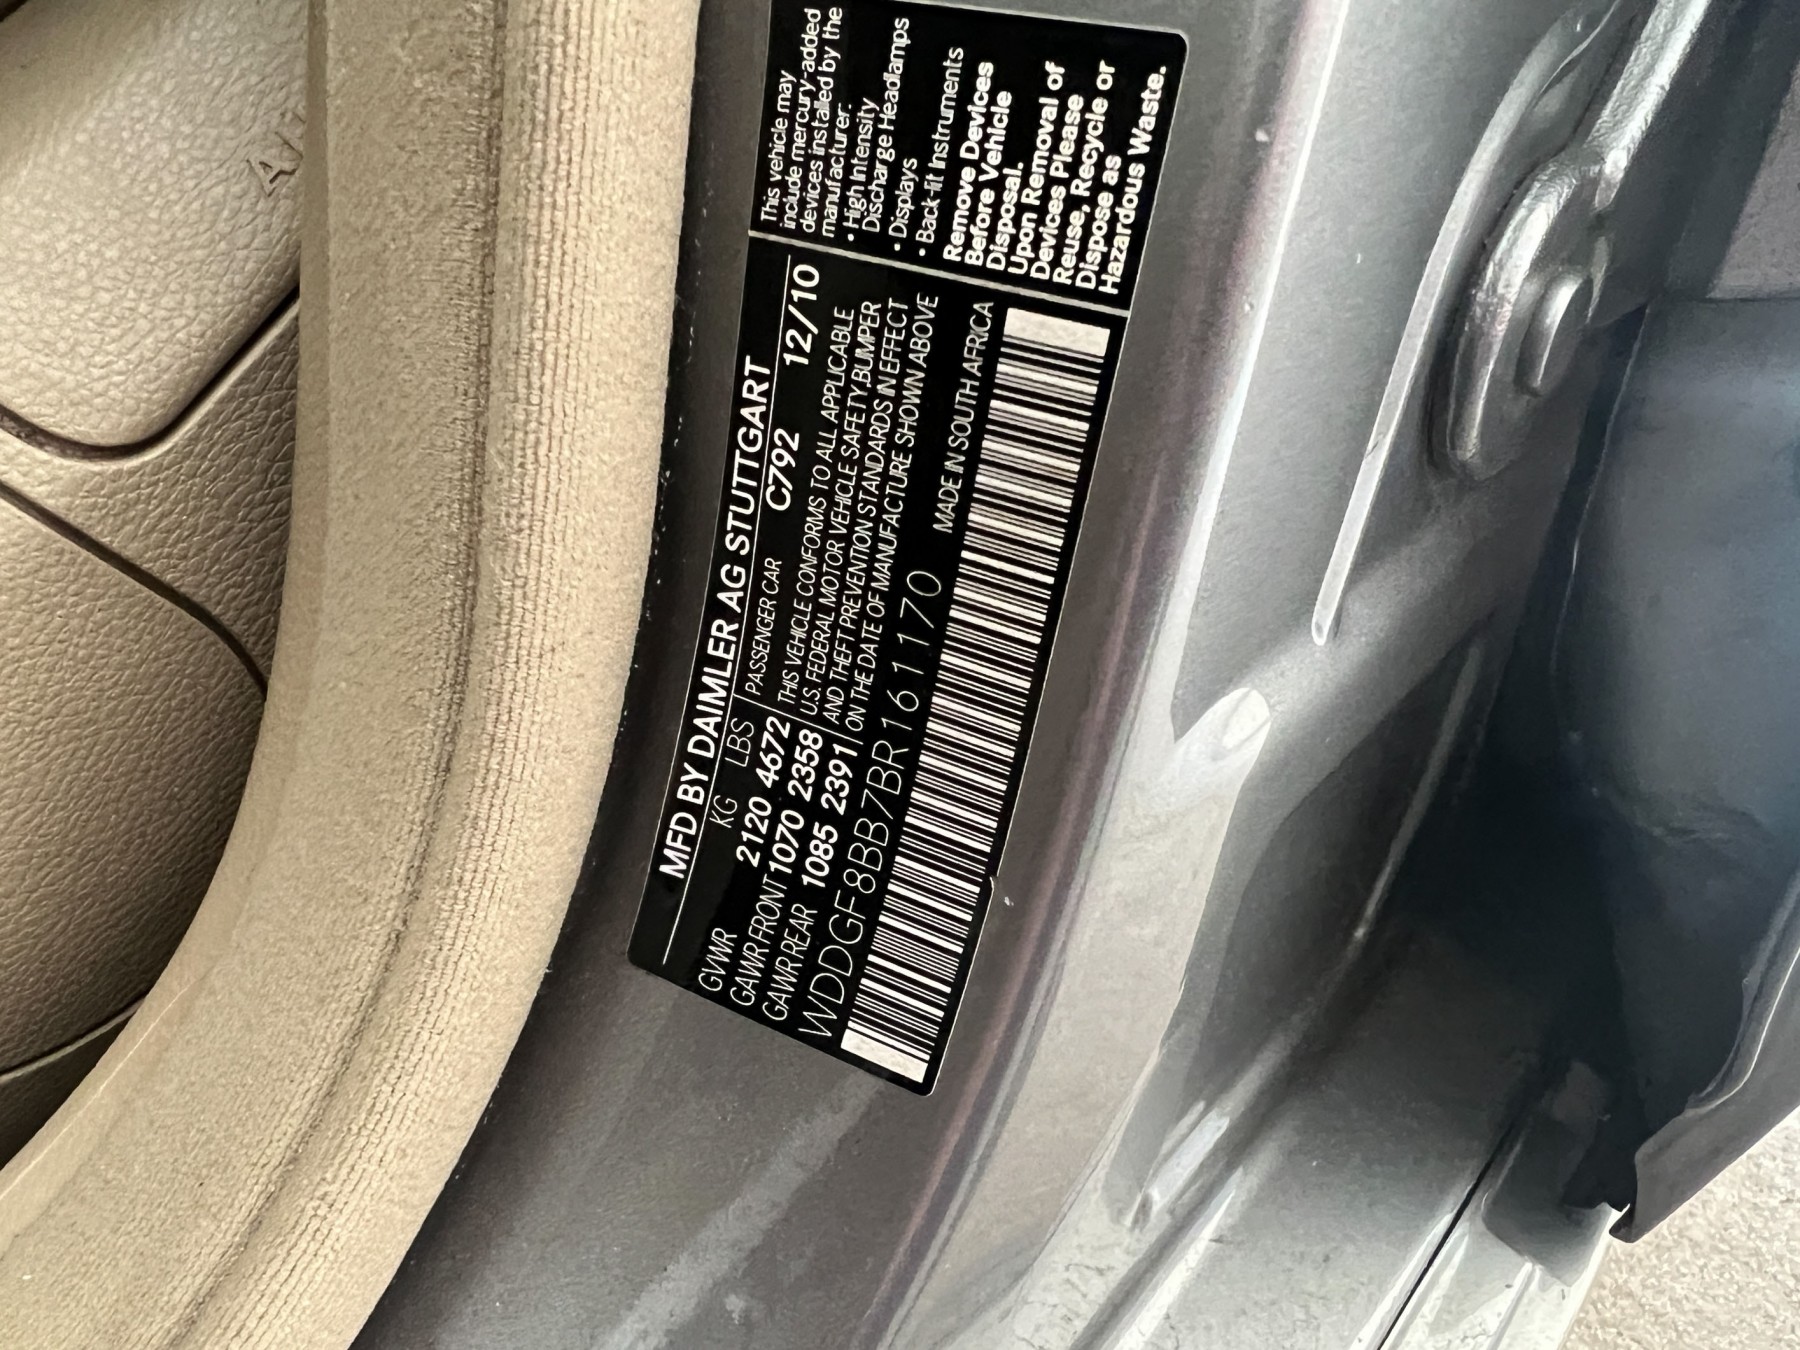 MFD BY DAIMLER AG STUTTGART
KG LBS PASSENGER CAR C792 12/10
GVWR 2120 4672
GAWR FRONT 1070 2358
GAWR REAR 1085 2391
THIS VEHICLE CONFORMS TO ALL APPLICABLE
U.S. FEDERAL MOTOR VEHICLE SAFETY,BUMPER
AND THEFT PREVENTION STANDARDS IN EFFECT
ON THE DATE OF MANUFACTURE SHOWN ABOVE
WDDGF8BB7BR161170 MADE IN SOUTH AFRICA
This vehicle may
include mercury-added
devices installed by the
manufacturer:
• High Intensity
Discharge Headlamps
• Displays
• Back-fit Instruments
Remove Devices
Before Vehicle
Disposal.
Upon Removal of
Devices Please
Reuse, Recycle or
Dispose as
Hazardous Waste.